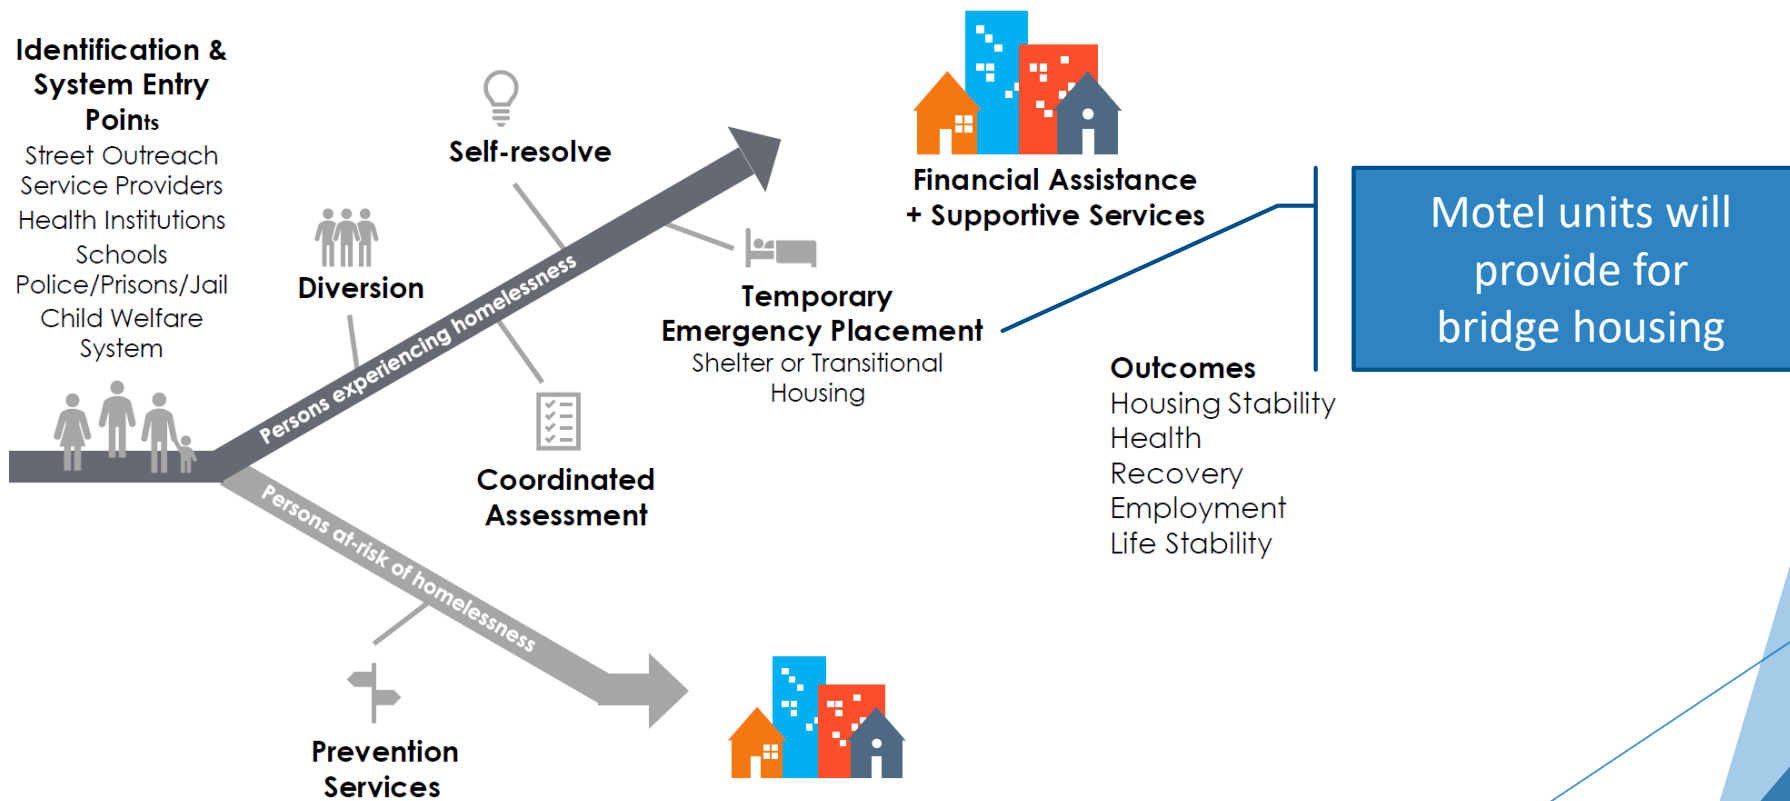 Identification &
System Entry
Points
Street Outreach
Service Providers
Health Institutions
Schools
Police/Prisons/Jail
Child Welfare
System
Diversion
Self-resolve
Persons experiencing homelessness
Coordinated
Assessment
Temporary
Emergency Placement
Shelter or Transitional
Housing
Financial Assistance
+ Supportive Services
Motel units will
provide for
bridge housing
Outcomes
Housing Stability
Health
Recovery
Employment
Life Stability
Persons at-risk of homelessness
Prevention
Services